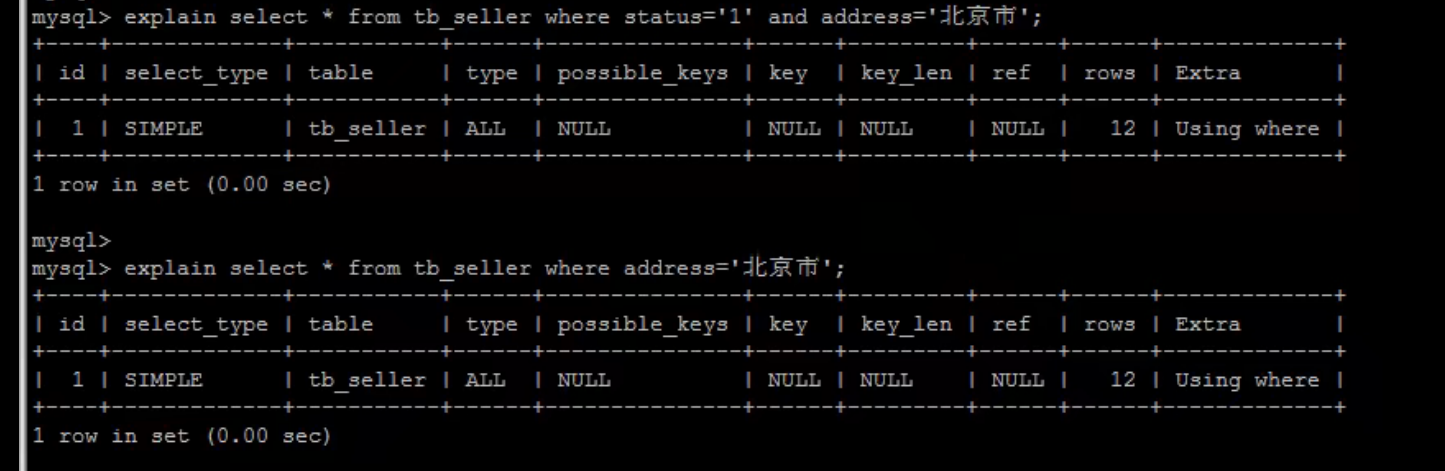 mysql> explain select * from tb_seller where status='1' and address='北京市';
+----+-------------+-----------+------+---------------+------+---------+------+------+-------------+
| id | select_type | table     | type | possible_keys | key  | key_len | ref  | rows | Extra       |
+----+-------------+-----------+------+---------------+------+---------+------+------+-------------+
|  1 | SIMPLE      | tb_seller | ALL  | NULL          | NULL | NULL    | NULL |   12 | Using where |
+----+-------------+-----------+------+---------------+------+---------+------+------+-------------+
1 row in set (0.00 sec)
mysql>
mysql> explain select * from tb_seller where address='北京市';
+----+-------------+-----------+------+---------------+------+---------+------+------+-------------+
| id | select_type | table     | type | possible_keys | key  | key_len | ref  | rows | Extra       |
+----+-------------+-----------+------+---------------+------+---------+------+------+-------------+
|  1 | SIMPLE      | tb_seller | ALL  | NULL          | NULL | NULL    | NULL |   12 | Using where |
+----+-------------+-----------+------+---------------+------+---------+------+------+-------------+
1 row in set (0.00 sec)